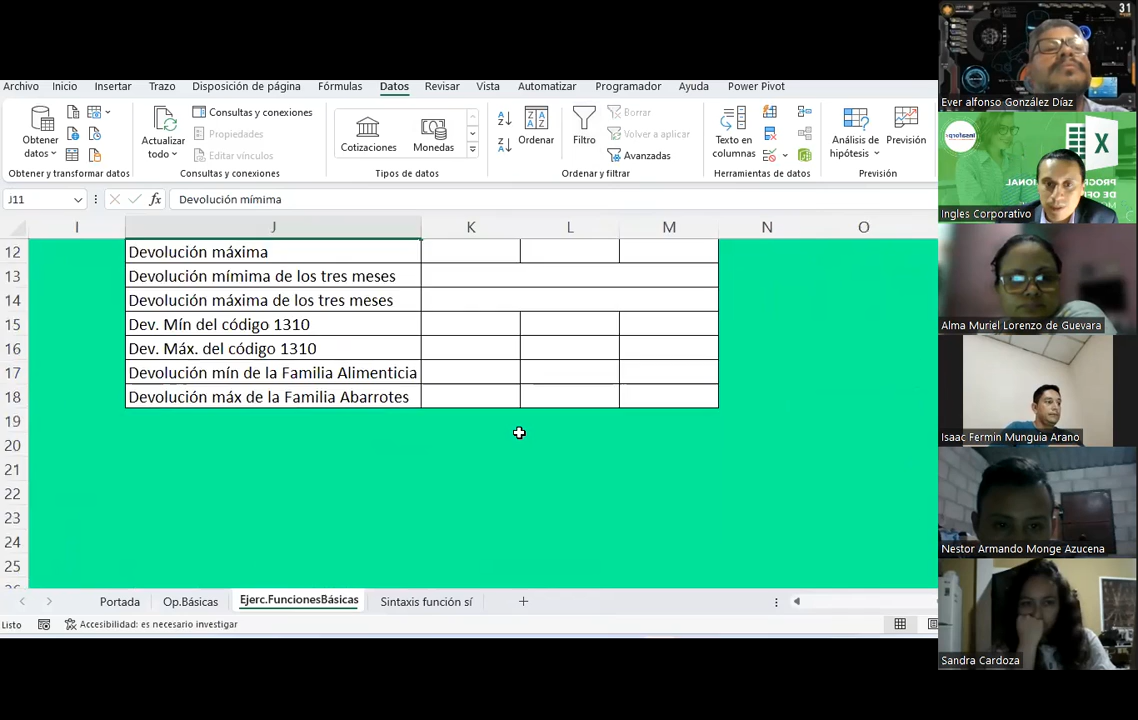 31
Archivo Inicio Insertar Trazo Disposición de página Fórmulas Datos Revisar Vista Automatizar Programador Ayuda Power Pivot
Obtener datos
Actualizar todo
Consultas y conexiones
Propiedades
Editar vínculos
Cotizaciones
Monedas
Ordenar
Filtro
Borrar
Volver a aplicar
Avanzadas
Texto en columnas
Análisis de hipótesis
Previsión
Obtener y transformar datos
Consultas y conexiones
Tipos de datos
Ordenar y filtrar
Herramientas de datos
Previsión
J11 fx Devolución mímima
I J K L M N O
12 Devolución máxima
13 Devolución mímima de los tres meses
14 Devolución máxima de los tres meses
15 Dev. Mín del código 1310
16 Dev. Máx. del código 1310
17 Devolución mín de la Familia Alimenticia
18 Devolución máx de la Familia Abarrotes
19
20
21
22
23
24
25
Portada Op.Básicas Ejerc.FuncionesBásicas Sintaxis función sí
Listo Accesibilidad: es necesario investigar
Ever alfonso González Díaz
insaforp
X
Ingles Corporativo
Alma Muriel Lorenzo de Guevara
Isaac Fermin Munguia Arano
Nestor Armando Monge Azucena
Sandra Cardoza